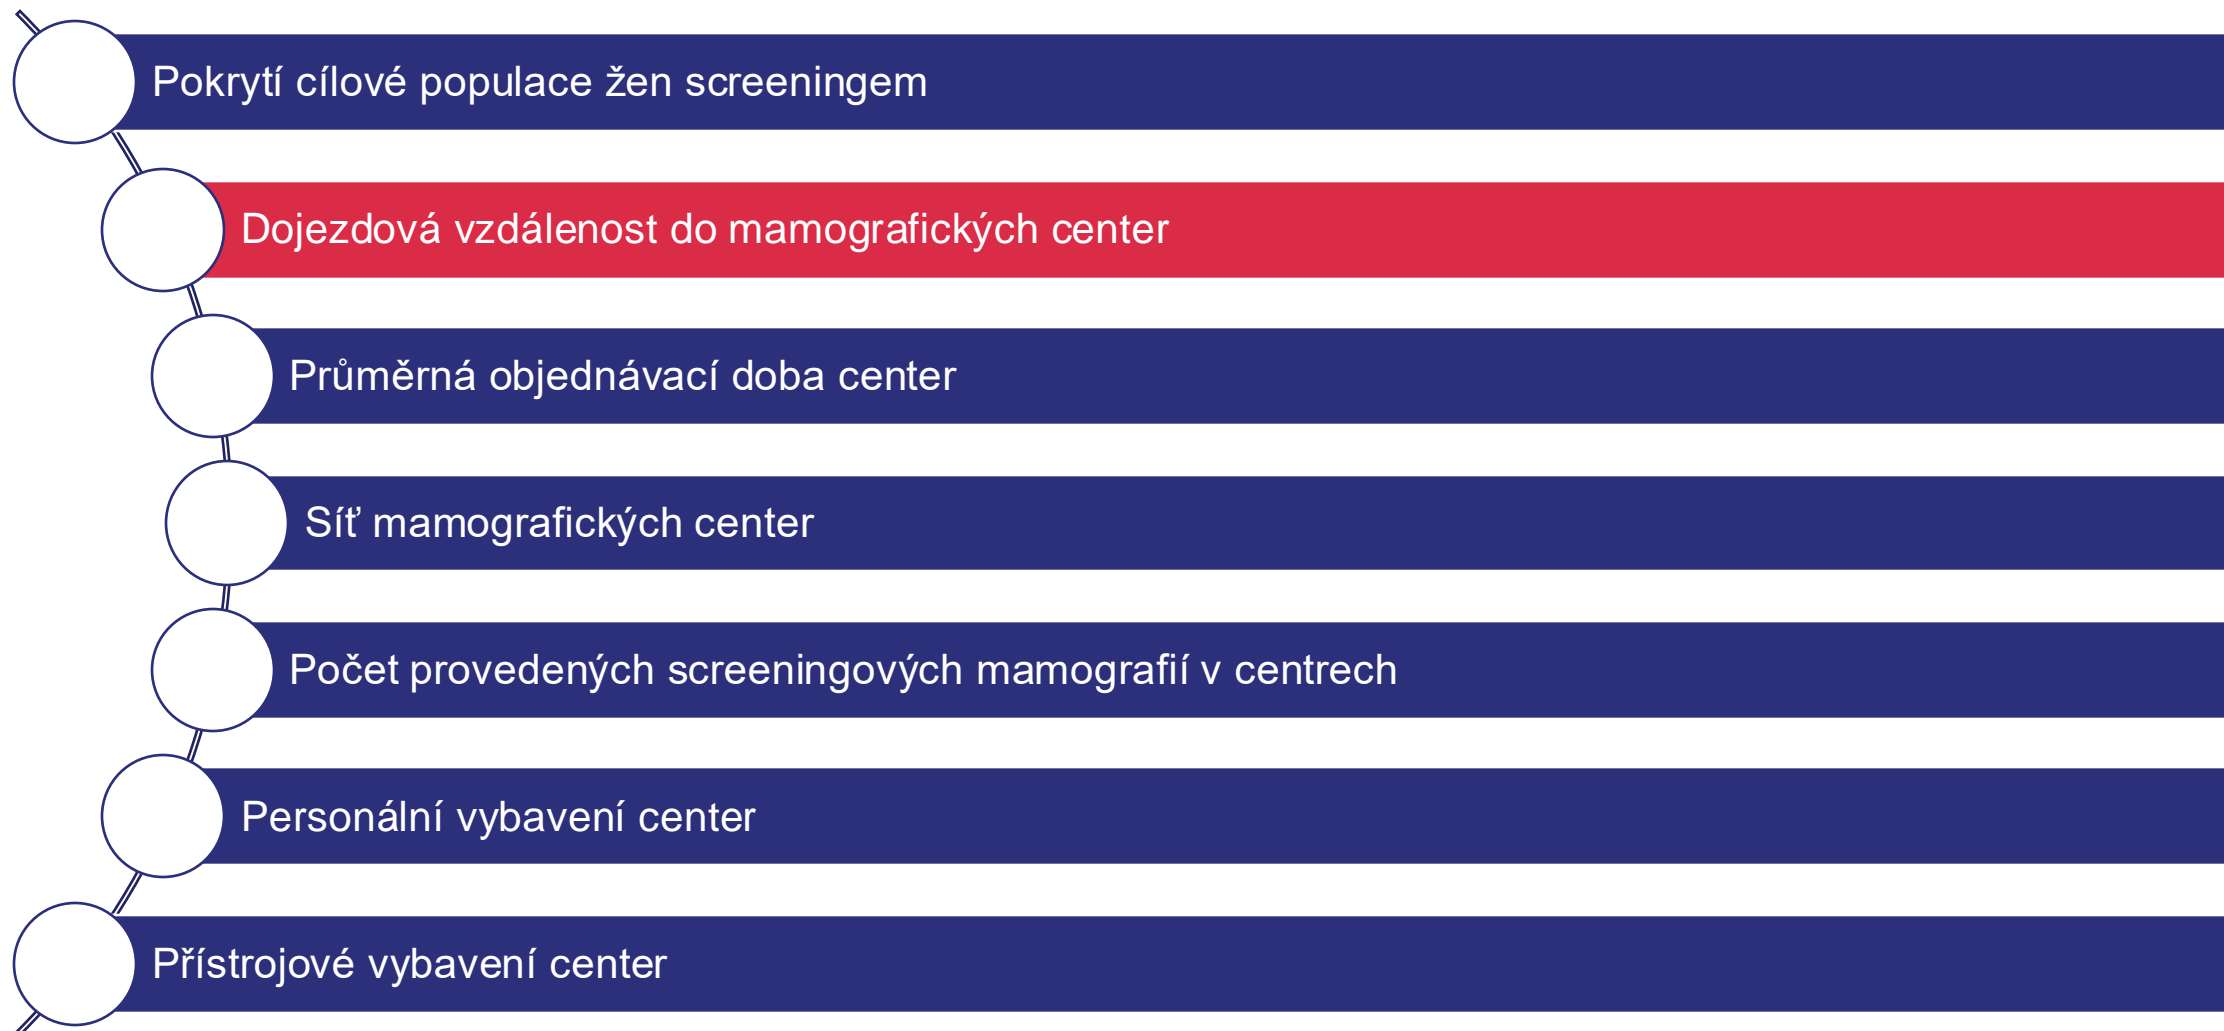 Pokrytí cílové populace žen screeningem
Dojezdová vzdálenost do mamografických center
Průměrná objednávací doba center
Síť mamografických center
Počet provedených screeningových mamografií v centrech
Personální vybavení center
Přístrojové vybavení center